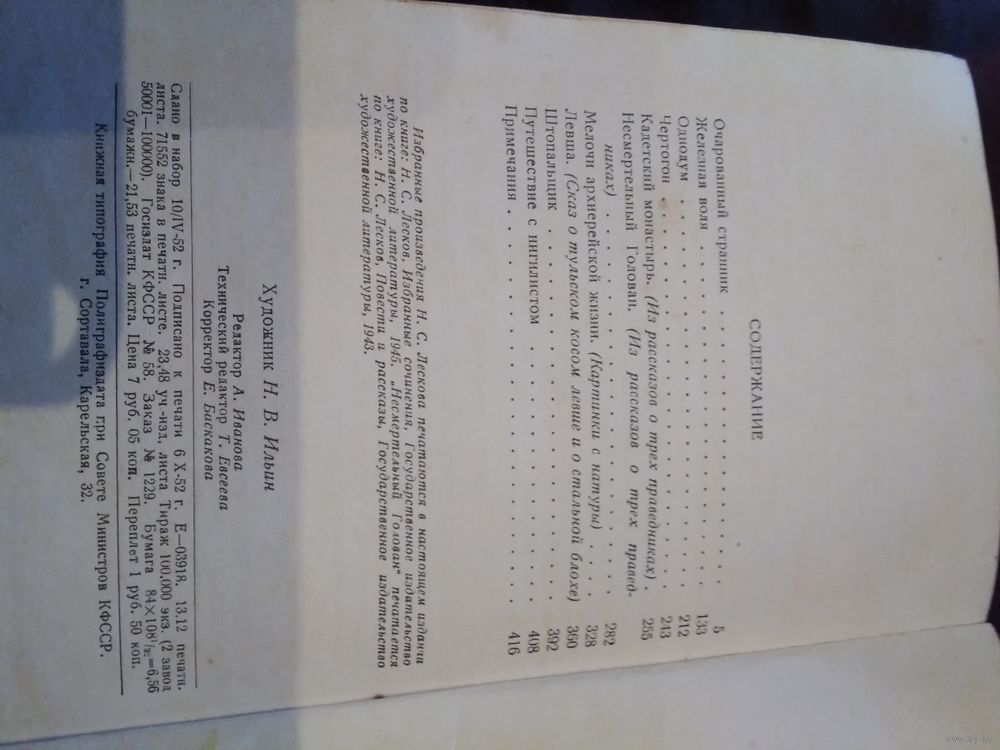 СОДЕРЖАНИЕ
Очарованный странник . . . . . . . . . . . . . . . 5
Железная воля . . . . . . . . . . . . . . . . . . 133
Однодум . . . . . . . . . . . . . . . . . . . . . 212
Чертогон . . . . . . . . . . . . . . . . . . . . . 243
Кадетский монастырь. (Из рассказов о трех праведниках) . 255
Несмертельный Голован. (Из рассказов о трех правед-
никах) . . . . . . . . . . . . . . . . . . . . 282
Мелочи архиерейской жизни. (Картинки с натуры) . . . . 328
Левша. (Сказ о тульском косом левше и о стальной блохе) 360
Штопальщик . . . . . . . . . . . . . . . . . . . 392
Путешествие с нигилистом . . . . . . . . . . . . . 408
Примечания . . . . . . . . . . . . . . . . . . . 416
Избранные произведения Н. С. Лескова печатаются в настоящем издании
по книге: Н. С. Лесков, Избранные сочинения, Государственное издательство
художественной литературы, 1945. „Несмертельный Голован" печатается
по книге: Н. С. Лесков, Повести и рассказы, Государственное издательство
художественной литературы, 1943.
Художник Н. В. Ильин
Редактор А. Иванова
Технический редактор Т. Евсеева
Корректор Е. Баскакова
Сдано в набор 10/IV-52 г. Подписано к печати 6 X-52 г. Е—03918. 13.12 печатн.
листа. 71552 знака в печатн. листе. 23,48 уч-изд, листа Тираж 100.000 экз. (2 завод
50001—100000). Госиздат КФССР № 58. Заказ № 1229. Бумага 84×108¹/₃₂=6,56
бумажн.—21,53 печатн. листа. Цена 7 руб. 05 коп. Переплет 1 руб. 50 коп.
Книжная типография Полиграфиздата при Совете Министров КФССР.
г. Сортавала, Карельская, 32.
www.ay.by